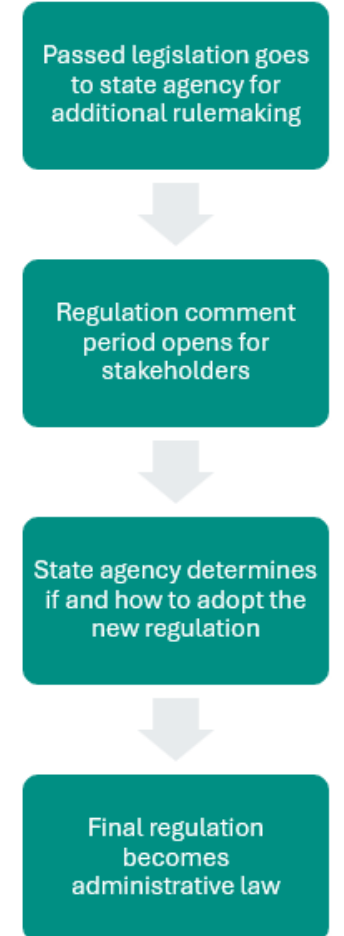 Passed legislation goes
to state agency for
additional rulemaking
Regulation comment
period opens for
stakeholders
State agency determines
if and how to adopt the
new regulation
Final regulation
becomes
administrative law